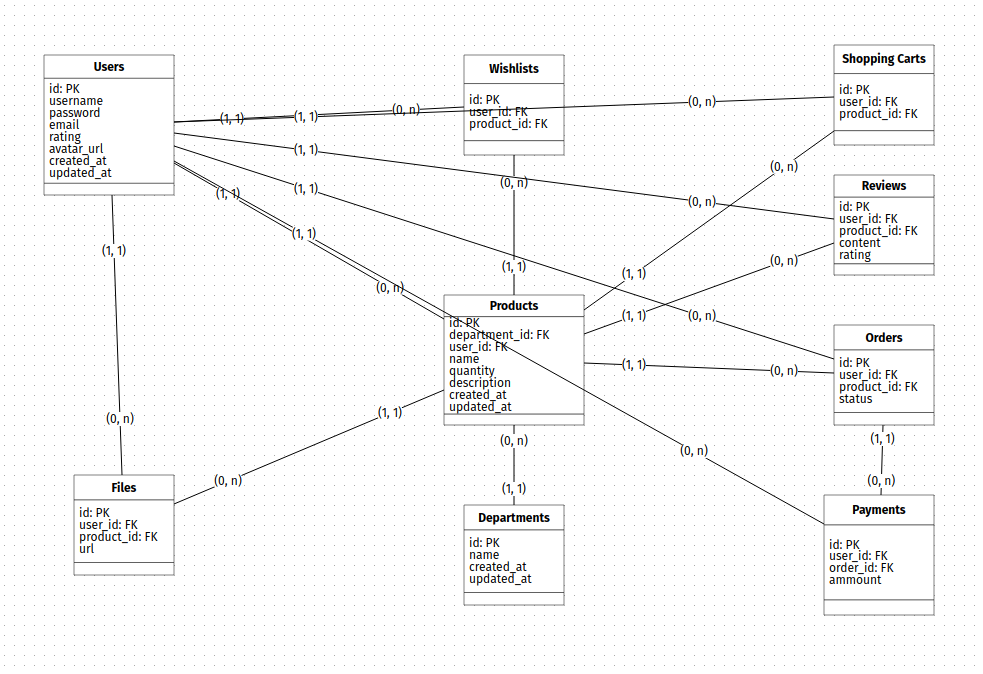 Users
id: PK
username
password
email
rating
avatar_url
created_at
updated_at
Wishlists
id: PK
user_id: FK
product_id: FK
Shopping Carts
id: PK
user_id: FK
product_id: FK
Reviews
id: PK
user_id: FK
product_id: FK
content
rating
Products
id: PK
department_id: FK
user_id: FK
name
quantity
description
created_at
updated_at
Orders
id: PK
user_id: FK
product_id: FK
status
Files
id: PK
user_id: FK
product_id: FK
url
Departments
id: PK
name
created_at
updated_at
Payments
id: PK
user_id: FK
order_id: FK
ammount
(1, 1)
(0, n)
(1, 1)
(0, n)
(1, 1)
(0, n)
(1, 1)
(0, n)
(1, 1)
(0, n)
(1, 1)
(0, n)
(1, 1)
(0, n)
(0, n)
(1, 1)
(1, 1)
(0, n)
(1, 1)
(0, n)
(1, 1)
(0, n)
(1, 1)
(0, n)
(0, n)
(1, 1)
(1, 1)
(0, n)